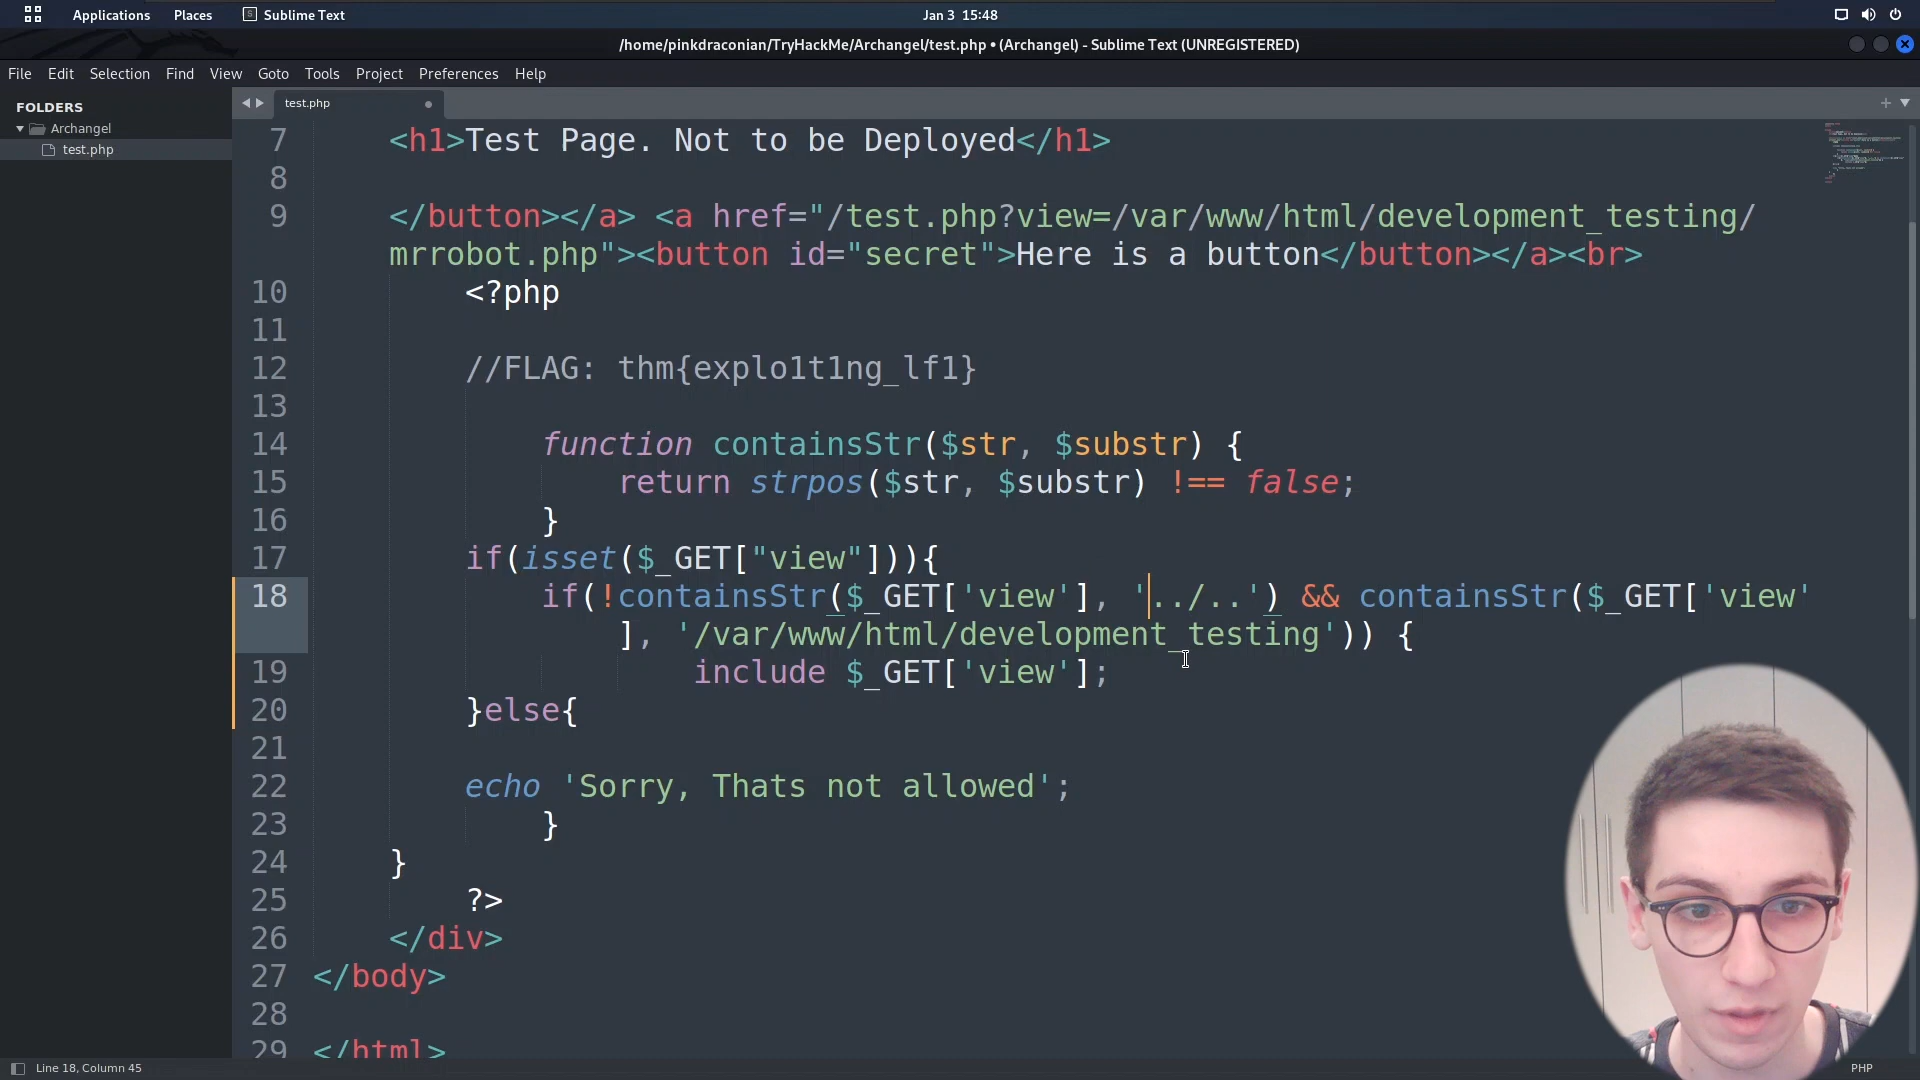 Applications Places Sublime Text Jan 3 15:48
/home/pinkdraconian/TryHackMe/Archangel/test.php • (Archangel) - Sublime Text (UNREGISTERED)
File Edit Selection Find View Goto Tools Project Preferences Help
FOLDERS
Archangel
test.php
test.php
7 <h1>Test Page. Not to be Deployed</h1>
8
9 </button></a> <a href="/test.php?view=/var/www/html/development_testing/
mrrobot.php"><button id="secret">Here is a button</button></a><br>
10 <?php
11
12 //FLAG: thm{explo1t1ng_lf1}
13
14 function containsStr($str, $substr) {
15 return strpos($str, $substr) !== false;
16 }
17 if(isset($_GET["view"])){
18 if(!containsStr($_GET['view'], '../..') && containsStr($_GET['view'
], '/var/www/html/development_testing')) {
19 include $_GET['view'];
20 }else{
21
22 echo 'Sorry, Thats not allowed';
23 }
24 }
25 ?>
26 </div>
27 </body>
28
29 </html>
Line 18, Column 45 PHP